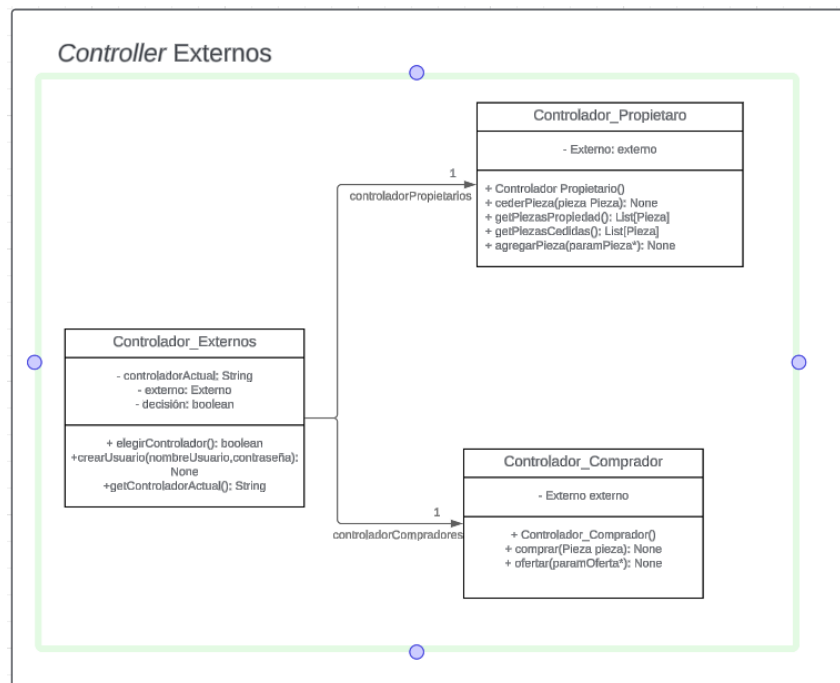 Controller Externos
Controlador_Propietaro
- Externo: externo
+ Controlador Propietario()
+ cederPieza(pieza Pieza): None
+ getPiezasPropiedad(): List[Pieza]
+ getPiezasCedidas(): List[Pieza]
+ agregarPieza(paramPieza*): None
1
controladorPropietarios
Controlador_Externos
- controladorActual: String
- externo: Externo
- decisión: boolean
+ elegirControlador(): boolean
+crearUsuario(nombreUsuario,contraseña):
None
+getControladorActual(): String
Controlador_Comprador
- Externo externo
+ Controlador_Comprador()
+ comprar(Pieza pieza): None
+ ofertar(paramOferta*): None
1
controladorCompradores